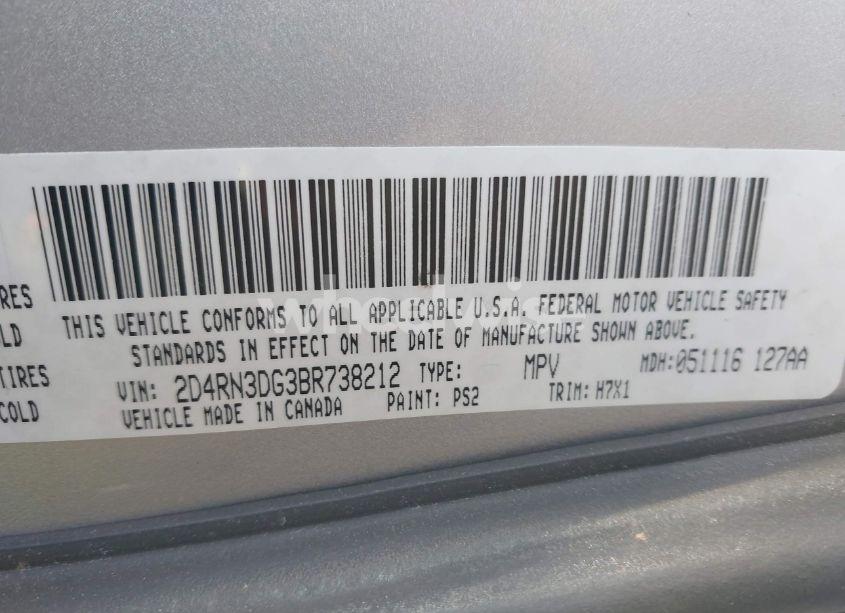 THIS VEHICLE CONFORMS TO ALL APPLICABLE U.S.A. FEDERAL MOTOR VEHICLE SAFETY
STANDARDS IN EFFECT ON THE DATE OF MANUFACTURE SHOWN ABOVE.
VIN: 2D4RN3DG3BR738212 TYPE: MPV MDH:051116 127AA
VEHICLE MADE IN CANADA PAINT: PS2 TRIM: H7X1
RES
LD
TIRES
COLD